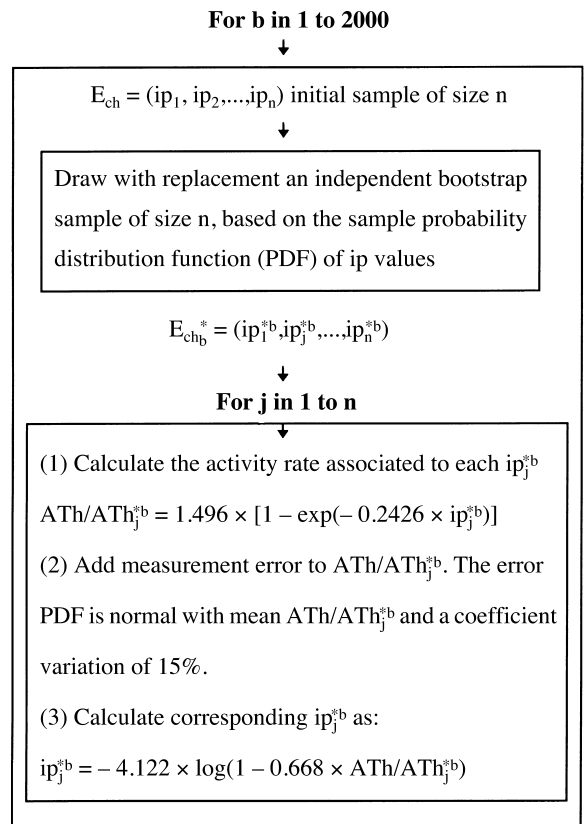 For b in 1 to 2000
E_ch = (ip_1, ip_2,...,ip_n) initial sample of size n
Draw with replacement an independent bootstrap
sample of size n, based on the sample probability
distribution function (PDF) of ip values
E_ch_b^* = (ip_1^*b,ip_j^*b,...,ip_n^*b)
For j in 1 to n
(1) Calculate the activity rate associated to each ip_j^*b
ATh/ATh_j^*b = 1.496 × [1 – exp(– 0.2426 × ip_j^*b)]
(2) Add measurement error to ATh/ATh_j^*b. The error
PDF is normal with mean ATh/ATh_j^*b and a coefficient
variation of 15%.
(3) Calculate corresponding ip_j^*b as:
ip_j^*b = – 4.122 × log(1 – 0.668 × ATh/ATh_j^*b)